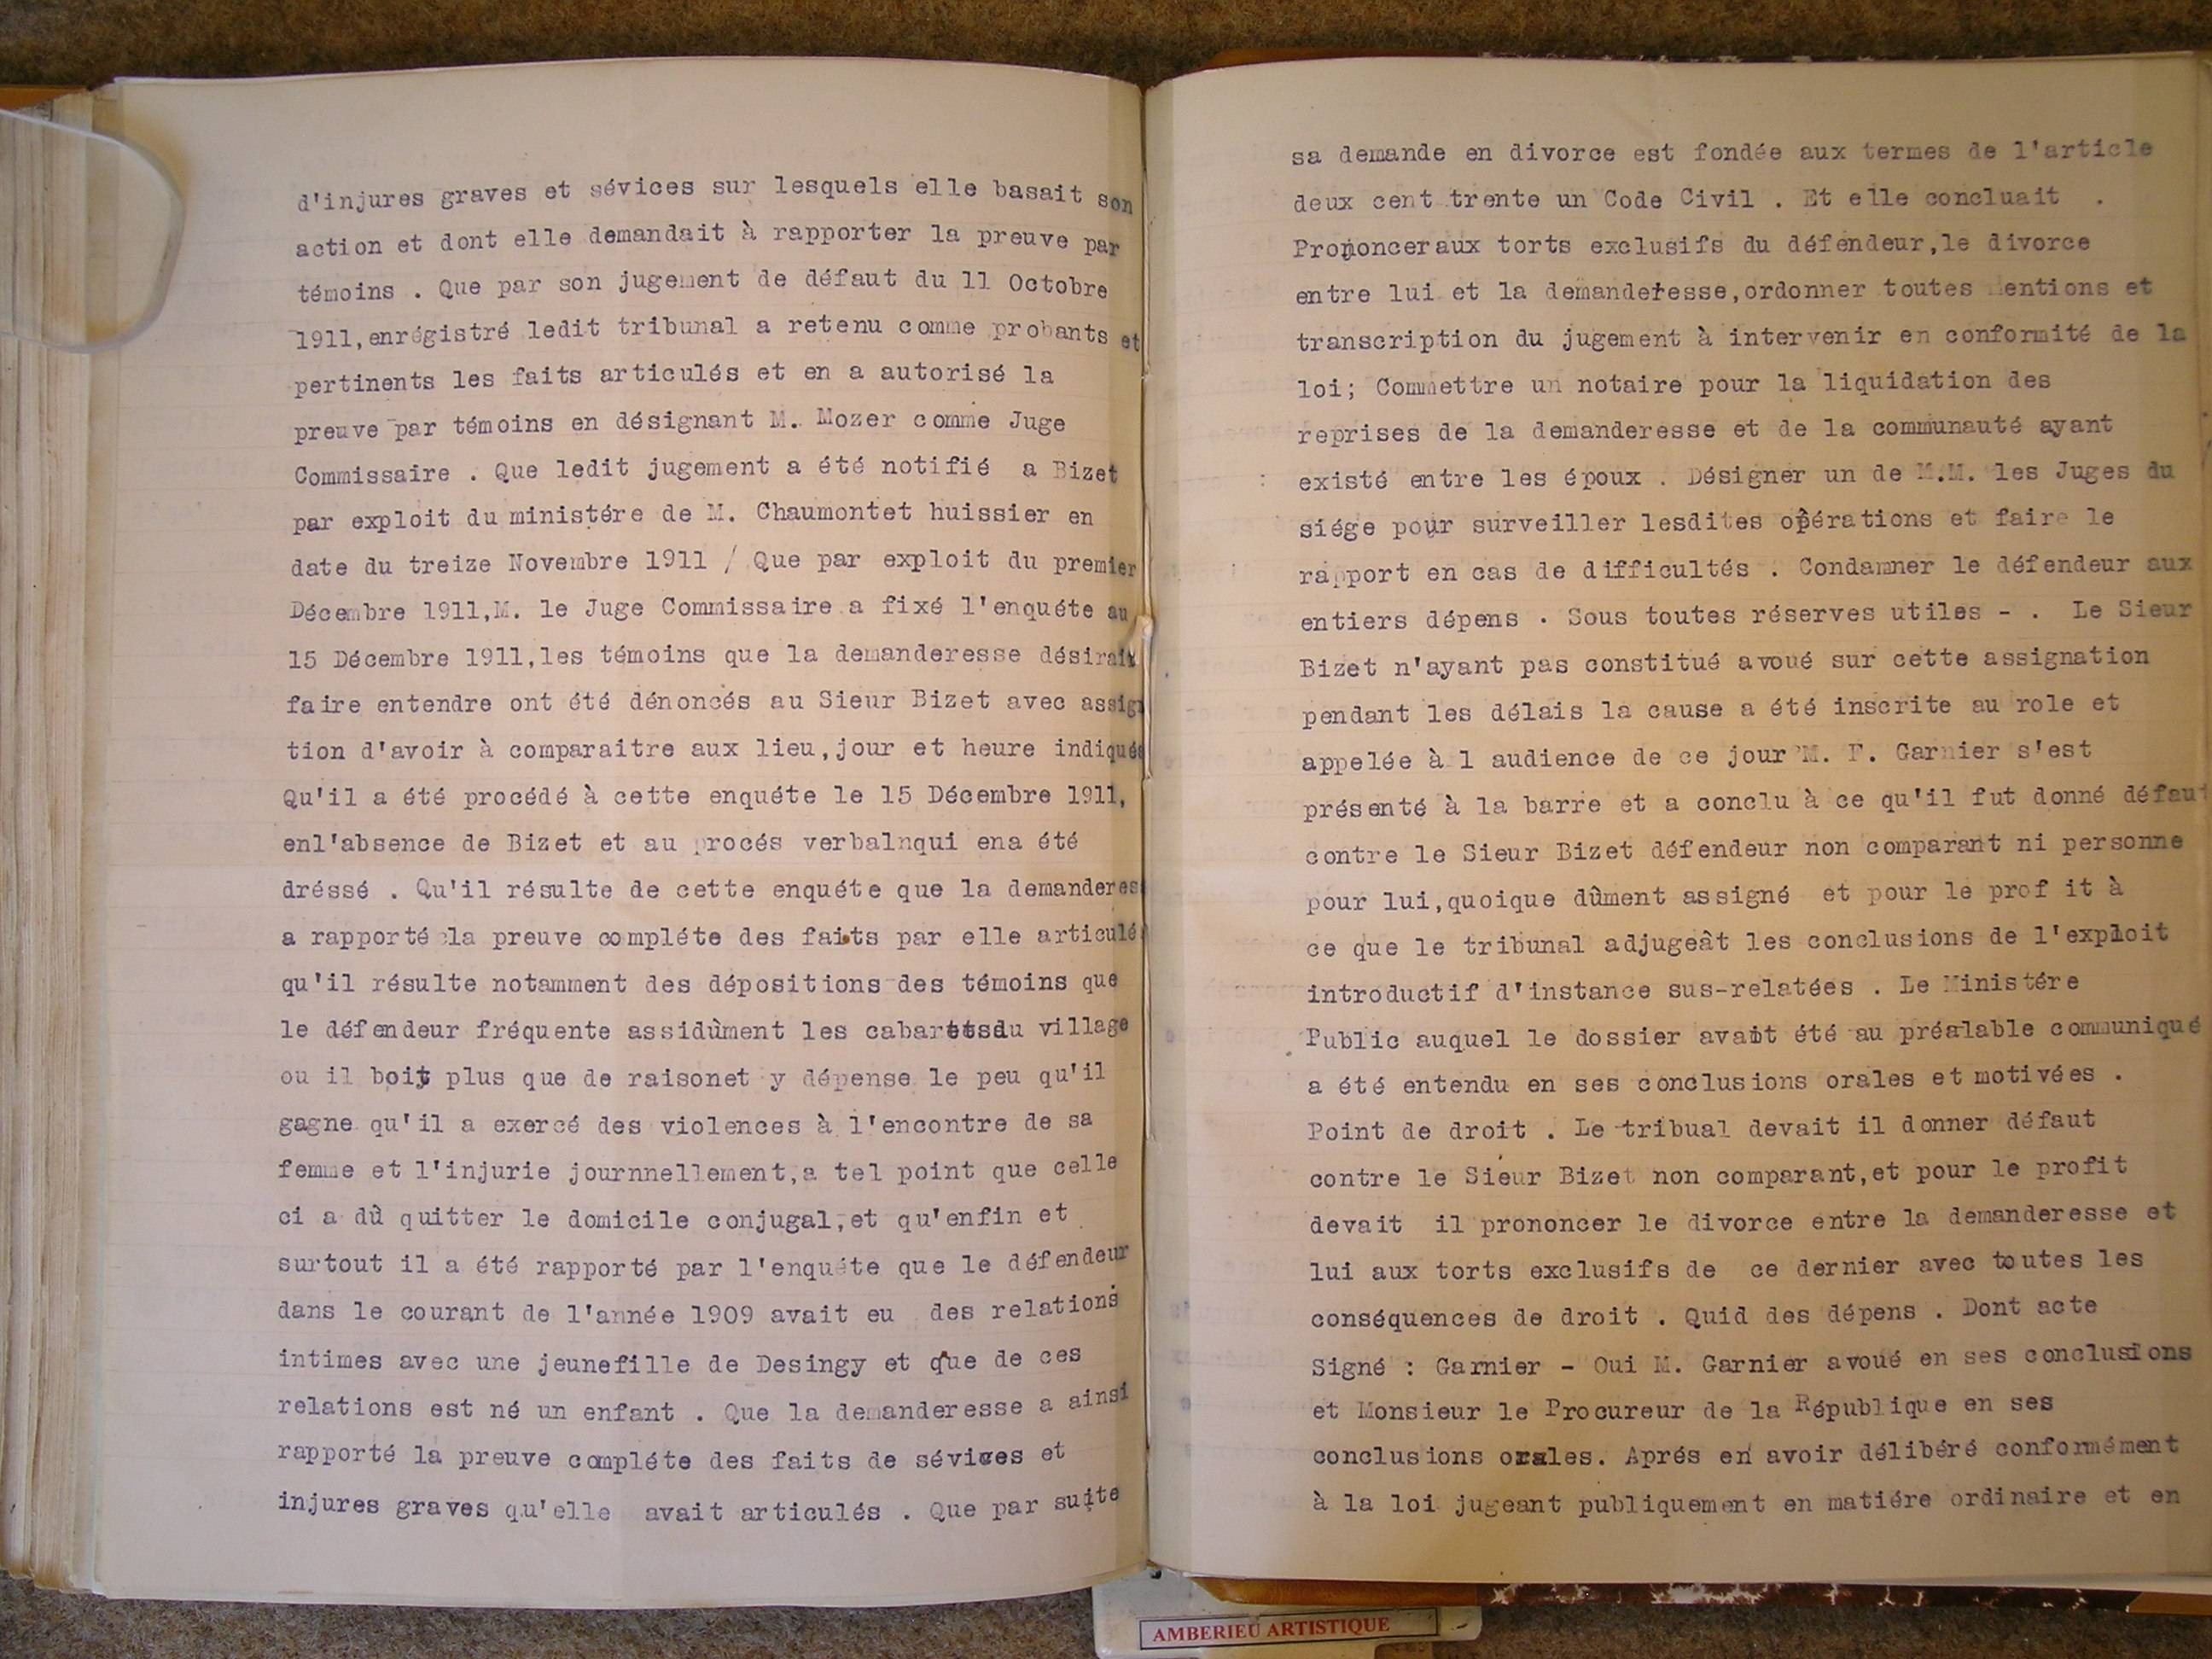 d'injures graves et sévices sur lesquels elle basait son
action et dont elle demandait à rapporter la preuve par
témoins . Que par son jugement de défaut du 11 Octobre
1911,enrégistré ledit tribunal a retenu comme probants et
pertinents les faits articulés et en a autorisé la
preuve par témoins en désignant M. Mozer comme Juge
Commissaire . Que ledit jugement a été notifié a Bizet
par exploit du ministére de M. Chaumontet huissier en
date du treize Novembre 1911 / Que par exploit du premier
Décembre 1911,M. le Juge Commissaire a fixé l'enquéte au
15 Décembre 1911,les témoins que la demanderesse désirait
faire entendre ont été dénoncés au Sieur Bizet avec assign
tion d'avoir à comparaitre aux lieu,jour et heure indiqués
Qu'il a été procédé à cette enquéte le 15 Décembre 1911,
enl'absence de Bizet et au procés verbalnqui ena été
dréssé . Qu'il résulte de cette enquéte que la demanderes
a rapporté la preuve compléte des faits par elle articulés
qu'il résulte notamment des dépositions des témoins que
le défendeur fréquente assidûment les cabaretsdu village
ou il boit plus que de raisonet y dépense le peu qu'il
gagne qu'il a exercé des violences à l'encontre de sa
femme et l'injurie journnellement,a tel point que celle
ci a dû quitter le domicile conjugal,et qu'enfin et
surtout il a été rapporté par l'enquéte que le défendeur
dans le courant de l'année 1909 avait eu des relations
intimes avec une jeunefille de Desingy et que de ces
relations est né un enfant . Que la demanderesse a ainsi
rapporté la preuve compléte des faits de sévices et
injures graves qu'elle avait articulés . Que par suite
sa demande en divorce est fondée aux termes de l'article
deux cent trente un Code Civil . Et elle concluait .
Prononceraux torts exclusifs du défendeur,le divorce
entre lui et la demanderesse,ordonner toutes mentions et
transcription du jugement à intervenir en conformité de la
loi; Commettre un notaire pour la liquidation des
reprises de la demanderesse et de la communauté ayant
existé entre les époux . Désigner un de M.M. les Juges du
siége pour surveiller lesdites opérations et faire le
rapport en cas de difficultés . Condamner le défendeur aux
entiers dépens . Sous toutes réserves utiles - . Le Sieur
Bizet n'ayant pas constitué avoué sur cette assignation
pendant les délais la cause a été inscrite au role et
appelée à l audience de ce jour M. F. Garnier s'est
présenté à la barre et a conclu à ce qu'il fut donné défaut
contre le Sieur Bizet défendeur non comparant ni personne
pour lui,quoique dûment assigné et pour le prof it à
ce que le tribunal adjugeât les conclusions de l'exploit
introductif d'instance sus-relatées . Le Ministére
Public auquel le dossier avait été au préalable communiqué
a été entendu en ses conclusions orales et motivées .
Point de droit . Le tribual devait il donner défaut
contre le Sieur Bizet non comparant,et pour le profit
devait il prononcer le divorce entre la demanderesse et
lui aux torts exclusifs de ce dernier avec toutes les
conséquences de droit . Quid des dépens . Dont acte
Signé : Garnier - Oui M. Garnier avoué en ses conclusions
et Monsieur le Procureur de la République en ses
conclusions orales. Aprés en avoir délibéré conformément
à la loi jugeant publiquement en matiére ordinaire et en
AMBERIEU ARTISTIQUE